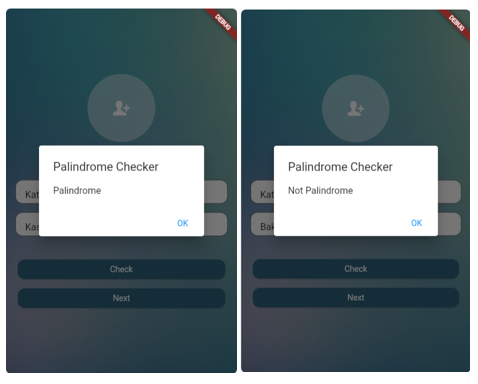 DEBUG
Palindrome Checker
Palindrome
Kat
Kas
OK
Check
Next
DEBUG
Palindrome Checker
Not Palindrome
Kat
Bak
OK
Check
Next